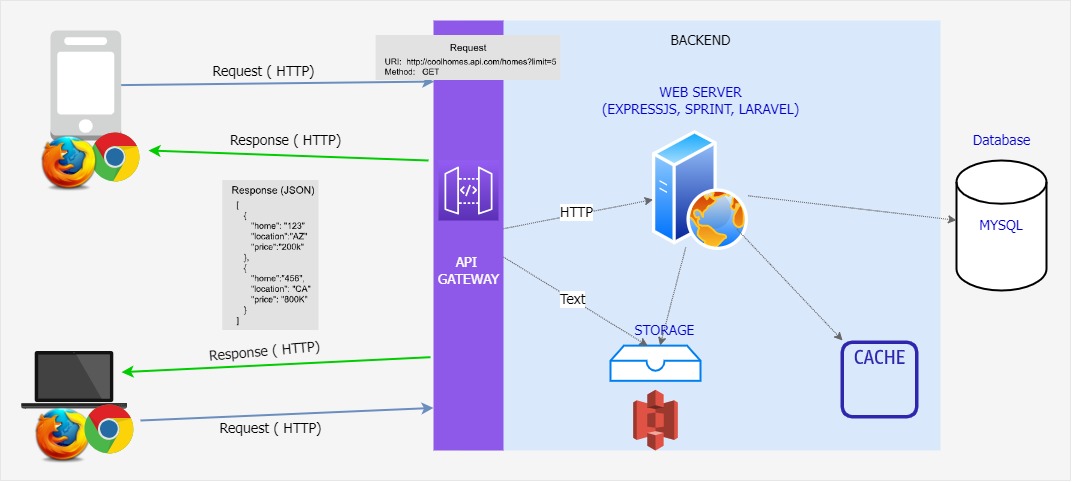 BACKEND
Request
URI: http://coolhomes.api.com/homes?limit=5
Method: GET
Request ( HTTP)
WEB SERVER
(EXPRESSJS, SPRINT, LARAVEL)
Response ( HTTP)
Database
MYSQL
Response (JSON)
[
{
"home": "123"
"location":"AZ"
"price":"200k"
},
{
"home":"456",
"location": "CA"
"price": "800K"
}
]
HTTP
API
GATEWAY
Text
STORAGE
CACHE
Response ( HTTP)
Request ( HTTP)